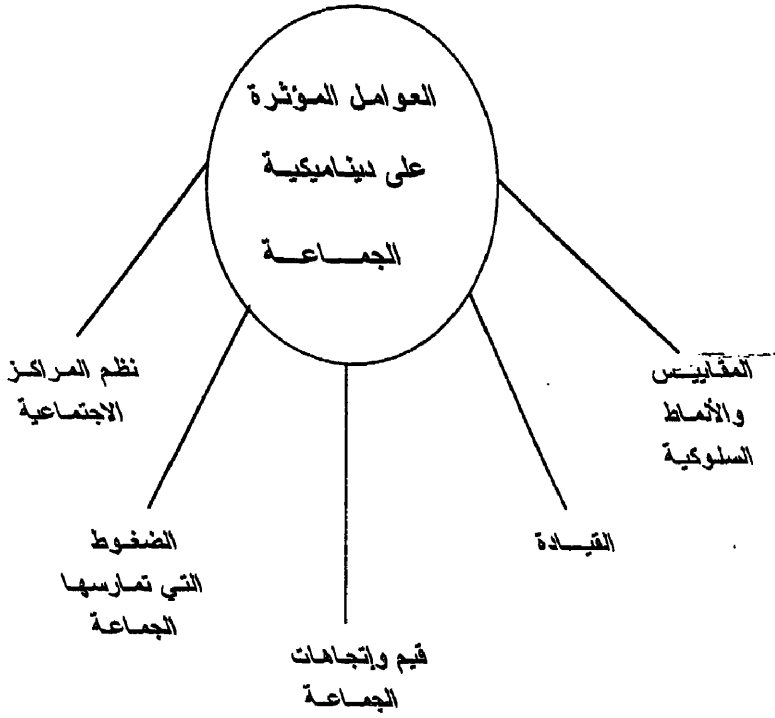 العوامل المؤثرة
على ديناميكية
الجماعة
المقاييس
والأنماط
السلوكية
القيادة
قيم وإتجاهات
الجماعة
الضغوط
التي تمارسها
الجماعة
نظم المراكز
الاجتماعية